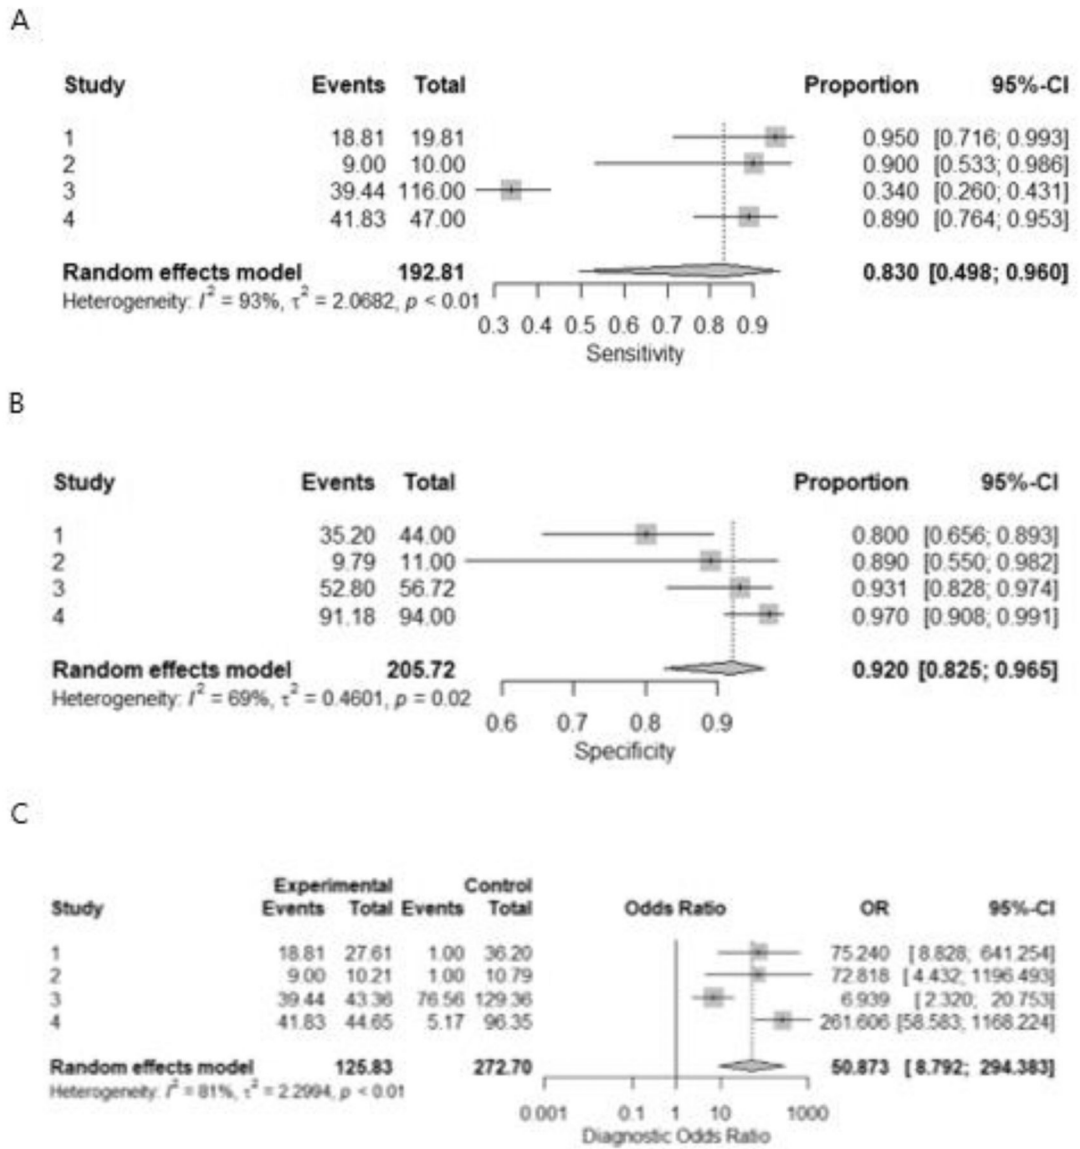 A
Study Events Total Proportion 95%-CI
1 18.81 19.81 0.950 [0.716; 0.993]
2 9.00 10.00 0.900 [0.533; 0.986]
3 39.44 116.00 0.340 [0.260; 0.431]
4 41.83 47.00 0.890 [0.764; 0.953]
Random effects model 192.81 0.830 [0.498; 0.960]
Heterogeneity: I² = 93%, τ² = 2.0682, p < 0.01
0.3 0.4 0.5 0.6 0.7 0.8 0.9
Sensitivity
B
Study Events Total Proportion 95%-CI
1 35.20 44.00 0.800 [0.656; 0.893]
2 9.79 11.00 0.890 [0.550; 0.982]
3 52.80 56.72 0.931 [0.828; 0.974]
4 91.18 94.00 0.970 [0.908; 0.991]
Random effects model 205.72 0.920 [0.825; 0.965]
Heterogeneity: I² = 69%, τ² = 0.4601, p = 0.02
0.6 0.7 0.8 0.9
Specificity
C
Experimental Control
Study Events Total Events Total Odds Ratio OR 95%-CI
1 18.81 27.61 1.00 36.20 75.240 [ 8.828; 641.254]
2 9.00 10.21 1.00 10.79 72.818 [ 4.432; 1196.493]
3 39.44 43.36 76.56 129.36 6.939 [ 2.320; 20.753]
4 41.83 44.65 5.17 96.35 261.606 [58.583; 1168.224]
Random effects model 125.83 272.70 50.873 [ 8.792; 294.383]
Heterogeneity: I² = 81%, τ² = 2.2994, p < 0.01
0.001 0.1 1 10 1000
Diagnostic Odds Ratio